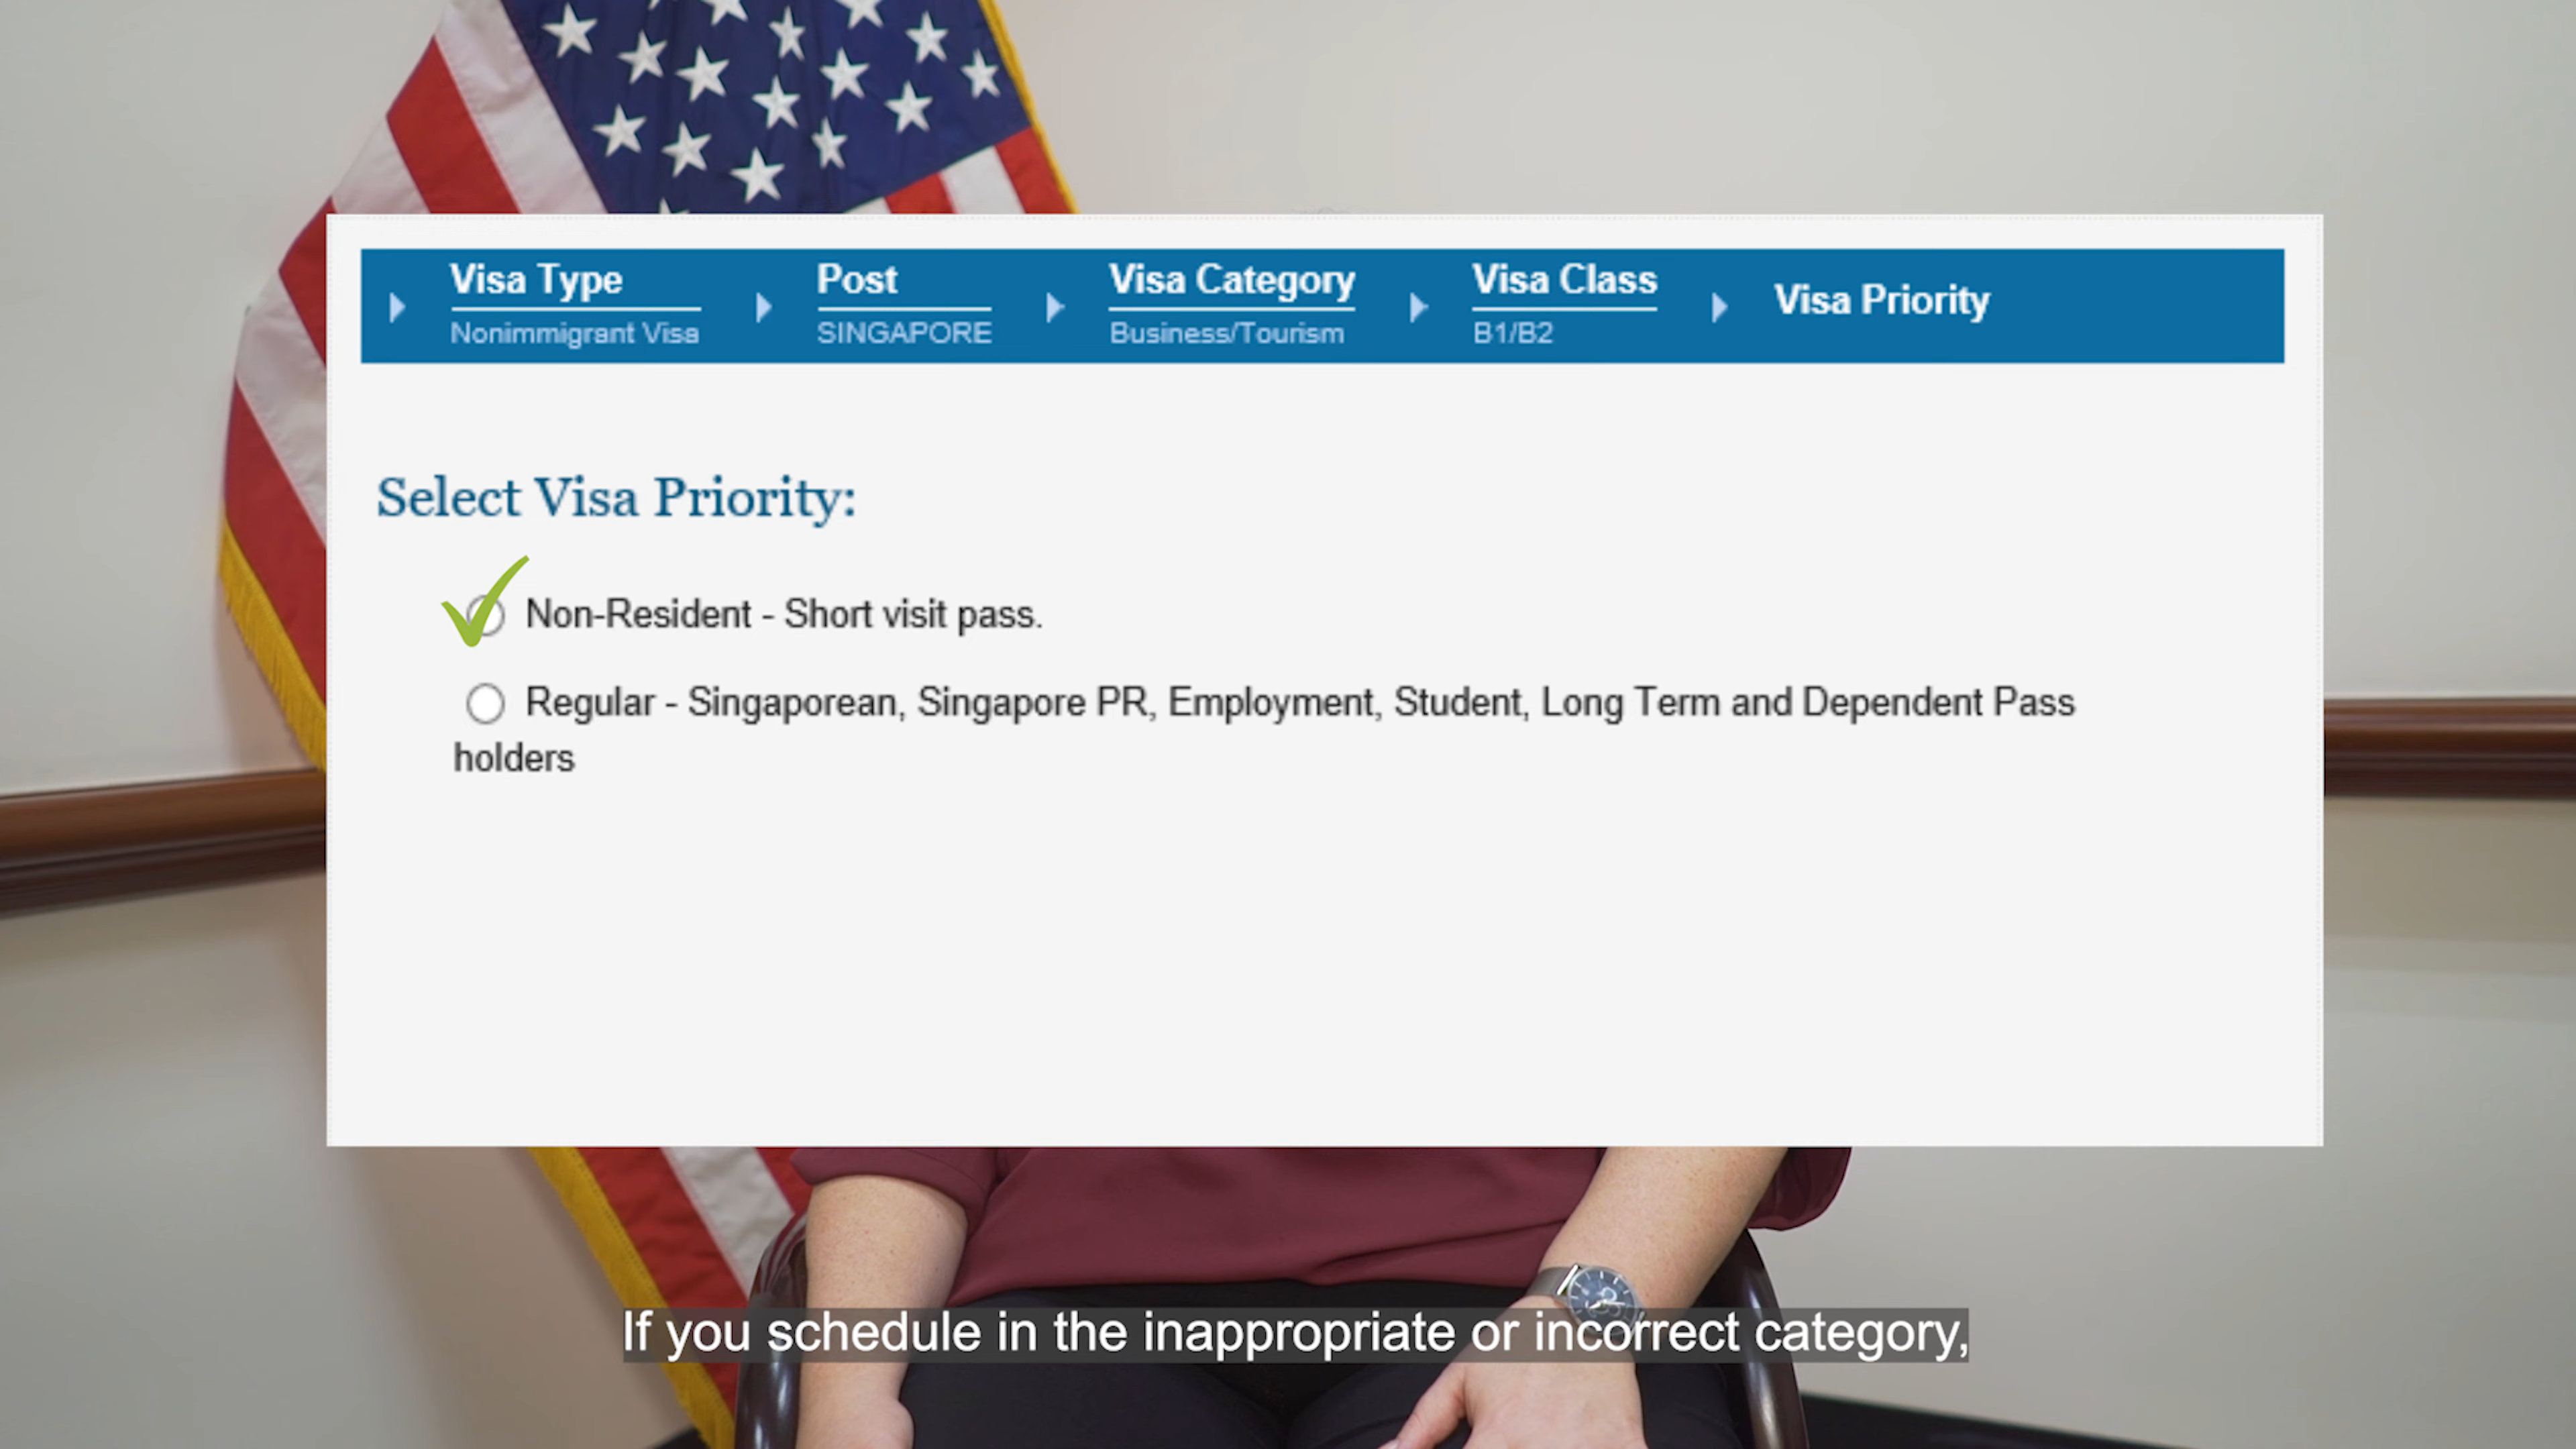 Visa Type
Nonimmigrant Visa
Post
SINGAPORE
Visa Category
Business/Tourism
Visa Class
B1/B2
Visa Priority
Select Visa Priority:
Non-Resident - Short visit pass.
Regular - Singaporean, Singapore PR, Employment, Student, Long Term and Dependent Pass
holders
If you schedule in the inappropriate or incorrect category,